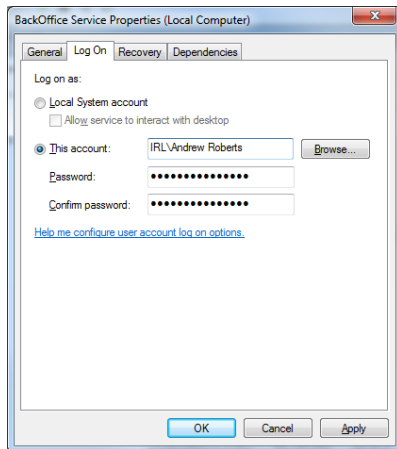 BackOffice Service Properties (Local Computer)
General Log On Recovery Dependencies
Log on as:
Local System account
Allow service to interact with desktop
This account: IRL\Andrew Roberts Browse...
Password: ●●●●●●●●●●●●●●●
Confirm password: ●●●●●●●●●●●●●●●
Help me configure user account log on options.
OK Cancel Apply